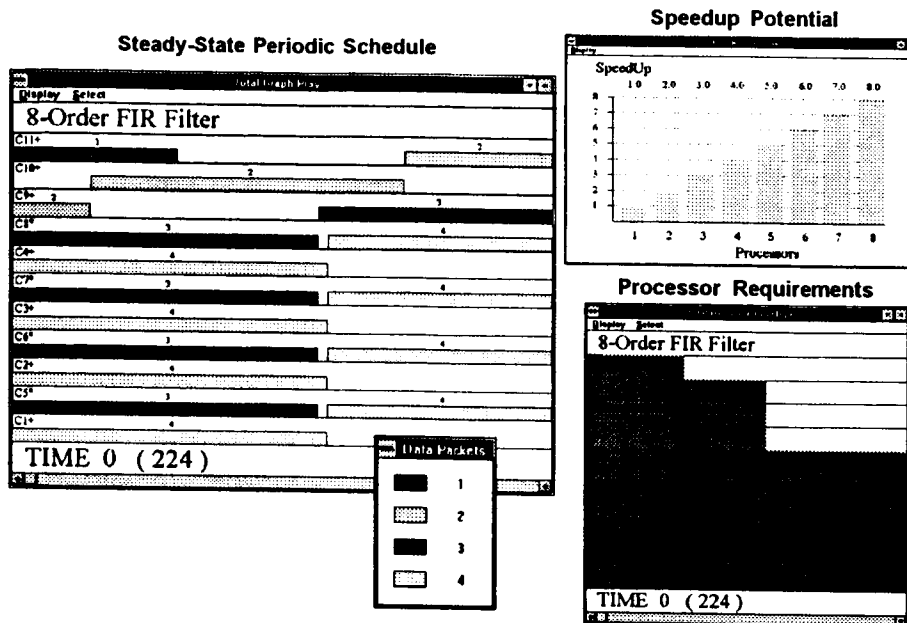 Steady-State Periodic Schedule
Total Graph Play
Display Select
8-Order FIR Filter
C11+ 1 2
C10+ 2
C9+ 2 3
C8* 3 4
C4+ 4
C7* 3 4
C3+ 4
C6* 3 4
C2+ 4
C5* 3 4
C1+ 4
TIME 0 (224)
Data Packets
1
2
3
4
Speedup Potential
Display
SpeedUp
1.0 2.0 3.0 4.0 5.0 6.0 7.0 8.0
8
7
6
5
4
3
2
1
1 2 3 4 5 6 7 8
Processors
Processor Requirements
Display Select
8-Order FIR Filter
TIME 0 (224)